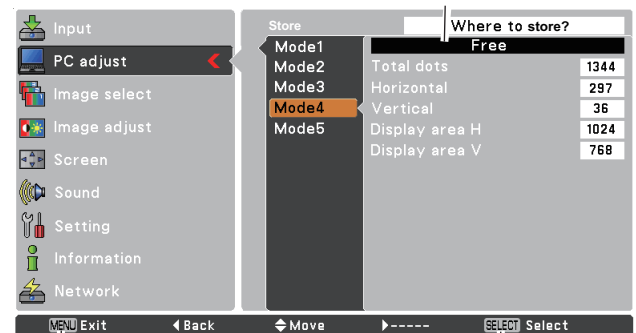 Input
PC adjust
Image select
Image adjust
Screen
Sound
Setting
Information
Network
Store
Where to store?
Mode1
Mode2
Mode3
Mode4
Mode5
Free
Total dots 1344
Horizontal 297
Vertical 36
Display area H 1024
Display area V 768
MENU Exit Back Move ----- SELECT Select